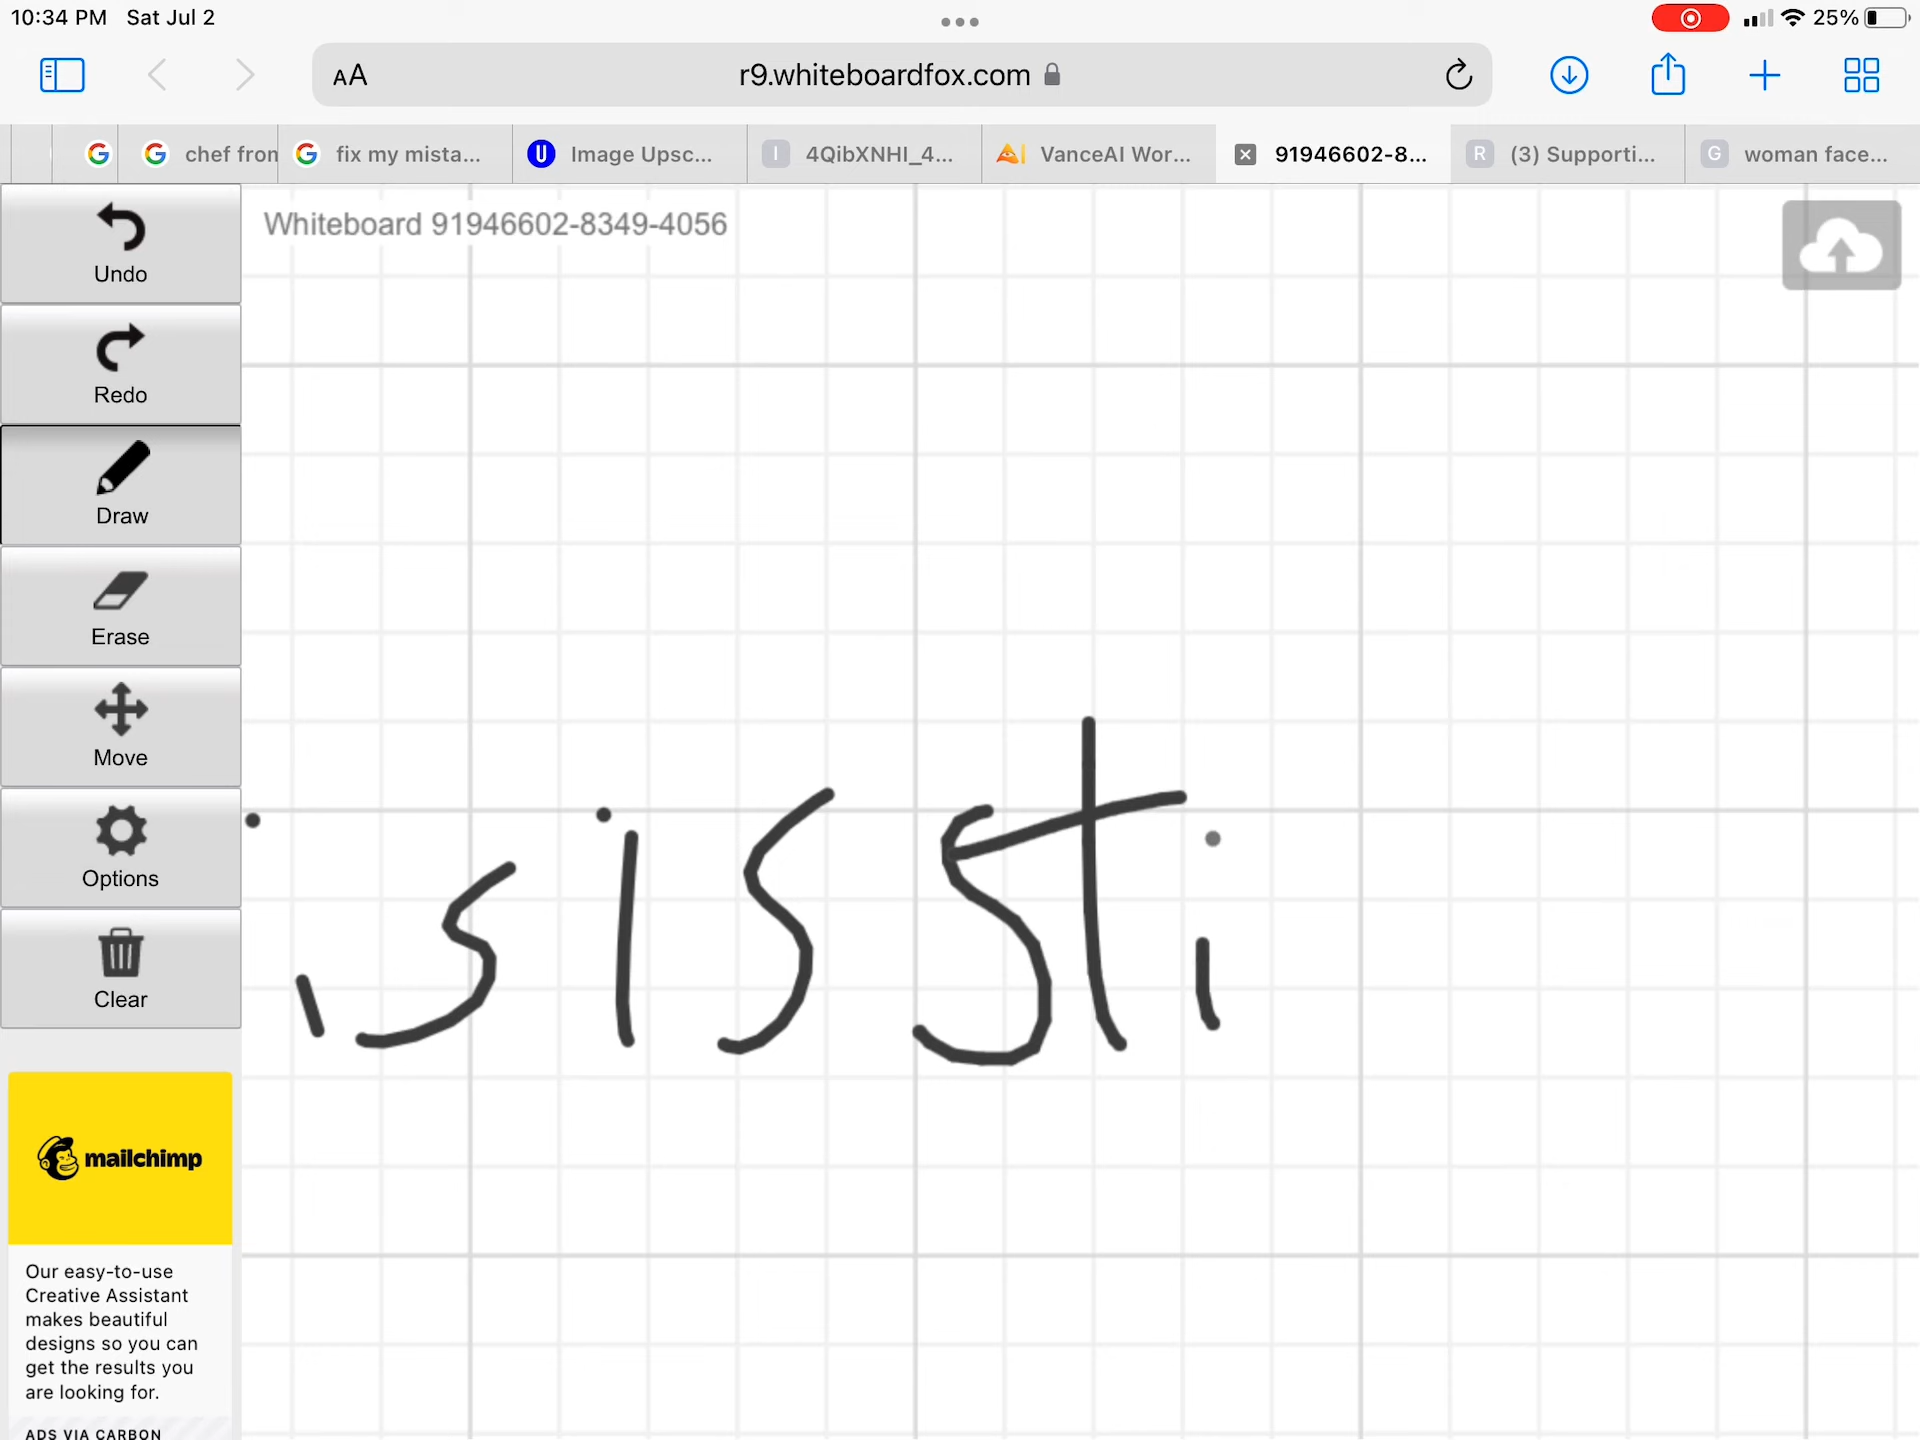 10:34 PM Sat Jul 2
25%
AA r9.whiteboardfox.com
chef fron
fix my mista...
Image Upsc...
4QibXNHI_4...
VanceAI Wor...
91946602-8...
(3) Supporti...
woman face...
Whiteboard 91946602-8349-4056
Undo
Redo
Draw
Erase
Move
Options
Clear
isissti
mailchimp
Our easy-to-use
Creative Assistant
makes beautiful
designs so you can
get the results you
are looking for.
ADS VIA CARBON